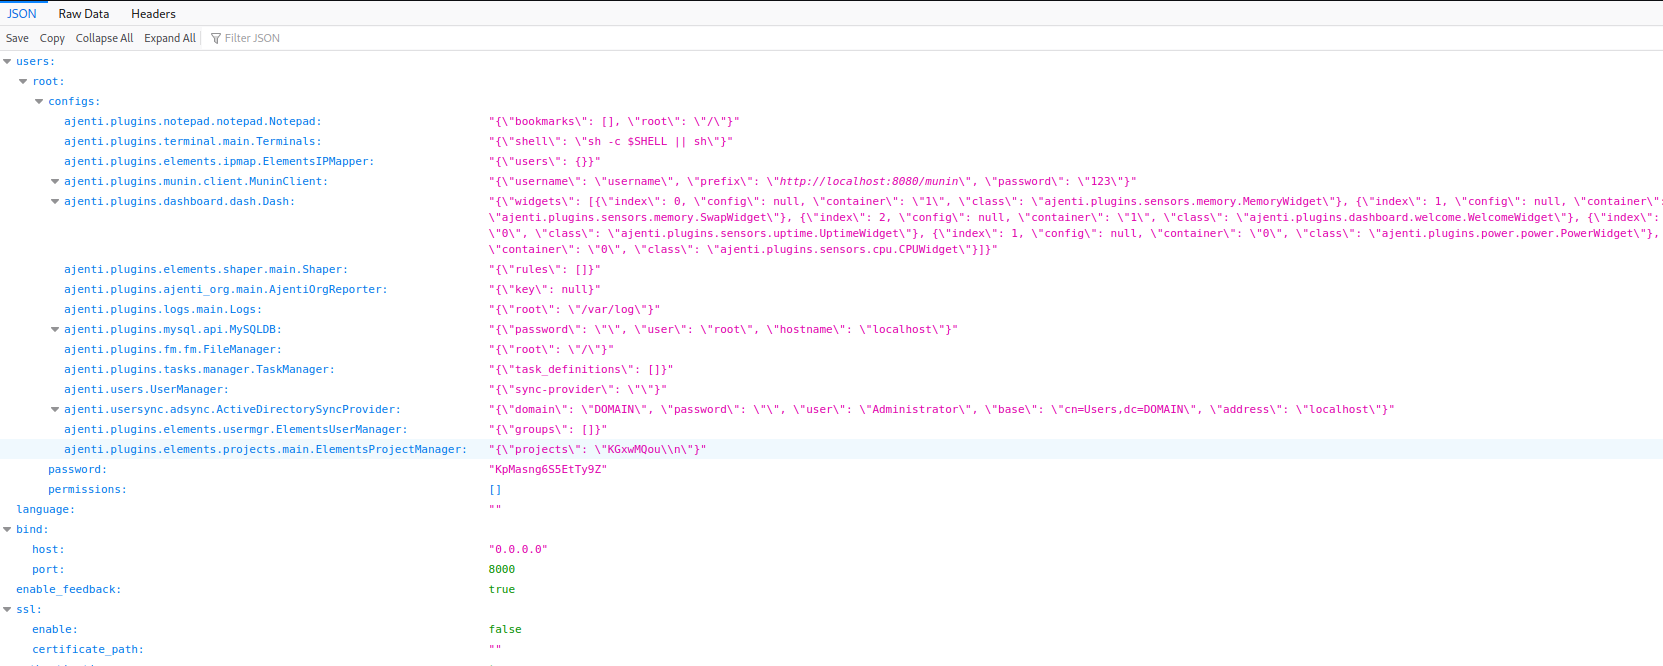 JSON Raw Data Headers
Save Copy Collapse All Expand All Filter JSON
users:
root:
configs:
ajenti.plugins.notepad.notepad.Notepad: "{\"bookmarks\": [], \"root\": \"/\"}"
ajenti.plugins.terminal.main.Terminals: "{\"shell\": \"sh -c $SHELL || sh\"}"
ajenti.plugins.elements.ipmap.ElementsIPMapper: "{\"users\": {}}"
ajenti.plugins.munin.client.MuninClient: "{\"username\": \"username\", \"prefix\": \"http://localhost:8080/munin\", \"password\": \"123\"}"
ajenti.plugins.dashboard.dash.Dash: "{\"widgets\": [{\"index\": 0, \"config\": null, \"container\": \"1\", \"class\": \"ajenti.plugins.sensors.memory.MemoryWidget\"}, {\"index\": 1, \"config\": null, \"container\":
\"ajenti.plugins.sensors.memory.SwapWidget\"}, {\"index\": 2, \"config\": null, \"container\": \"1\", \"class\": \"ajenti.plugins.dashboard.welcome.WelcomeWidget\"}, {\"index\":
\"0\", \"class\": \"ajenti.plugins.sensors.uptime.UptimeWidget\"}, {\"index\": 1, \"config\": null, \"container\": \"0\", \"class\": \"ajenti.plugins.power.power.PowerWidget\"},
\"container\": \"0\", \"class\": \"ajenti.plugins.sensors.cpu.CPUWidget\"}]}"
ajenti.plugins.elements.shaper.main.Shaper: "{\"rules\": []}"
ajenti.plugins.ajenti_org.main.AjentiOrgReporter: "{\"key\": null}"
ajenti.plugins.logs.main.Logs: "{\"root\": \"/var/log\"}"
ajenti.plugins.mysql.api.MySQLDB: "{\"password\": \"\", \"user\": \"root\", \"hostname\": \"localhost\"}"
ajenti.plugins.fm.fm.FileManager: "{\"root\": \"/\"}"
ajenti.plugins.tasks.manager.TaskManager: "{\"task_definitions\": []}"
ajenti.users.UserManager: "{\"sync-provider\": \"\"}"
ajenti.usersync.adsync.ActiveDirectorySyncProvider: "{\"domain\": \"DOMAIN\", \"password\": \"\", \"user\": \"Administrator\", \"base\": \"cn=Users,dc=DOMAIN\", \"address\": \"localhost\"}"
ajenti.plugins.elements.usermgr.ElementsUserManager: "{\"groups\": []}"
ajenti.plugins.elements.projects.main.ElementsProjectManager: "{\"projects\": \"KGxwMQou\\n\"}"
password: "KpMasng6S5EtTy9Z"
permissions: []
language: ""
bind:
host: "0.0.0.0"
port: 8000
enable_feedback: true
ssl:
enable: false
certificate_path: ""